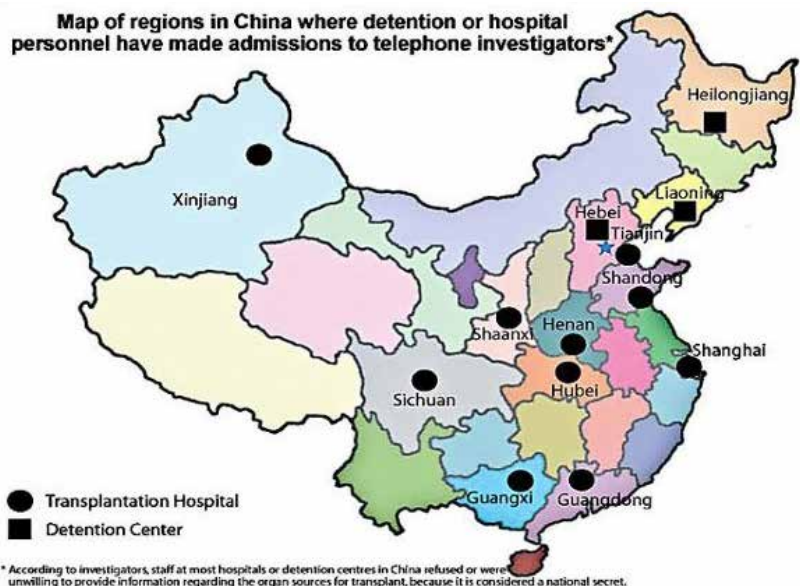 Map of regions in China where detention or hospital
personnel have made admissions to telephone investigators*
Heilongjiang
Xinjiang
Liaoning
Hebei
Tianjin
Shandong
Shaanxi
Henan
Shanghai
Sichuan
Hubei
Guangxi
Guangdong
Transplantation Hospital
Detention Center
* According to investigators, staff at most hospitals or detention centres in China refused or were
unwilling to provide information regarding the organ sources for transplant, because it is considered a national secret.